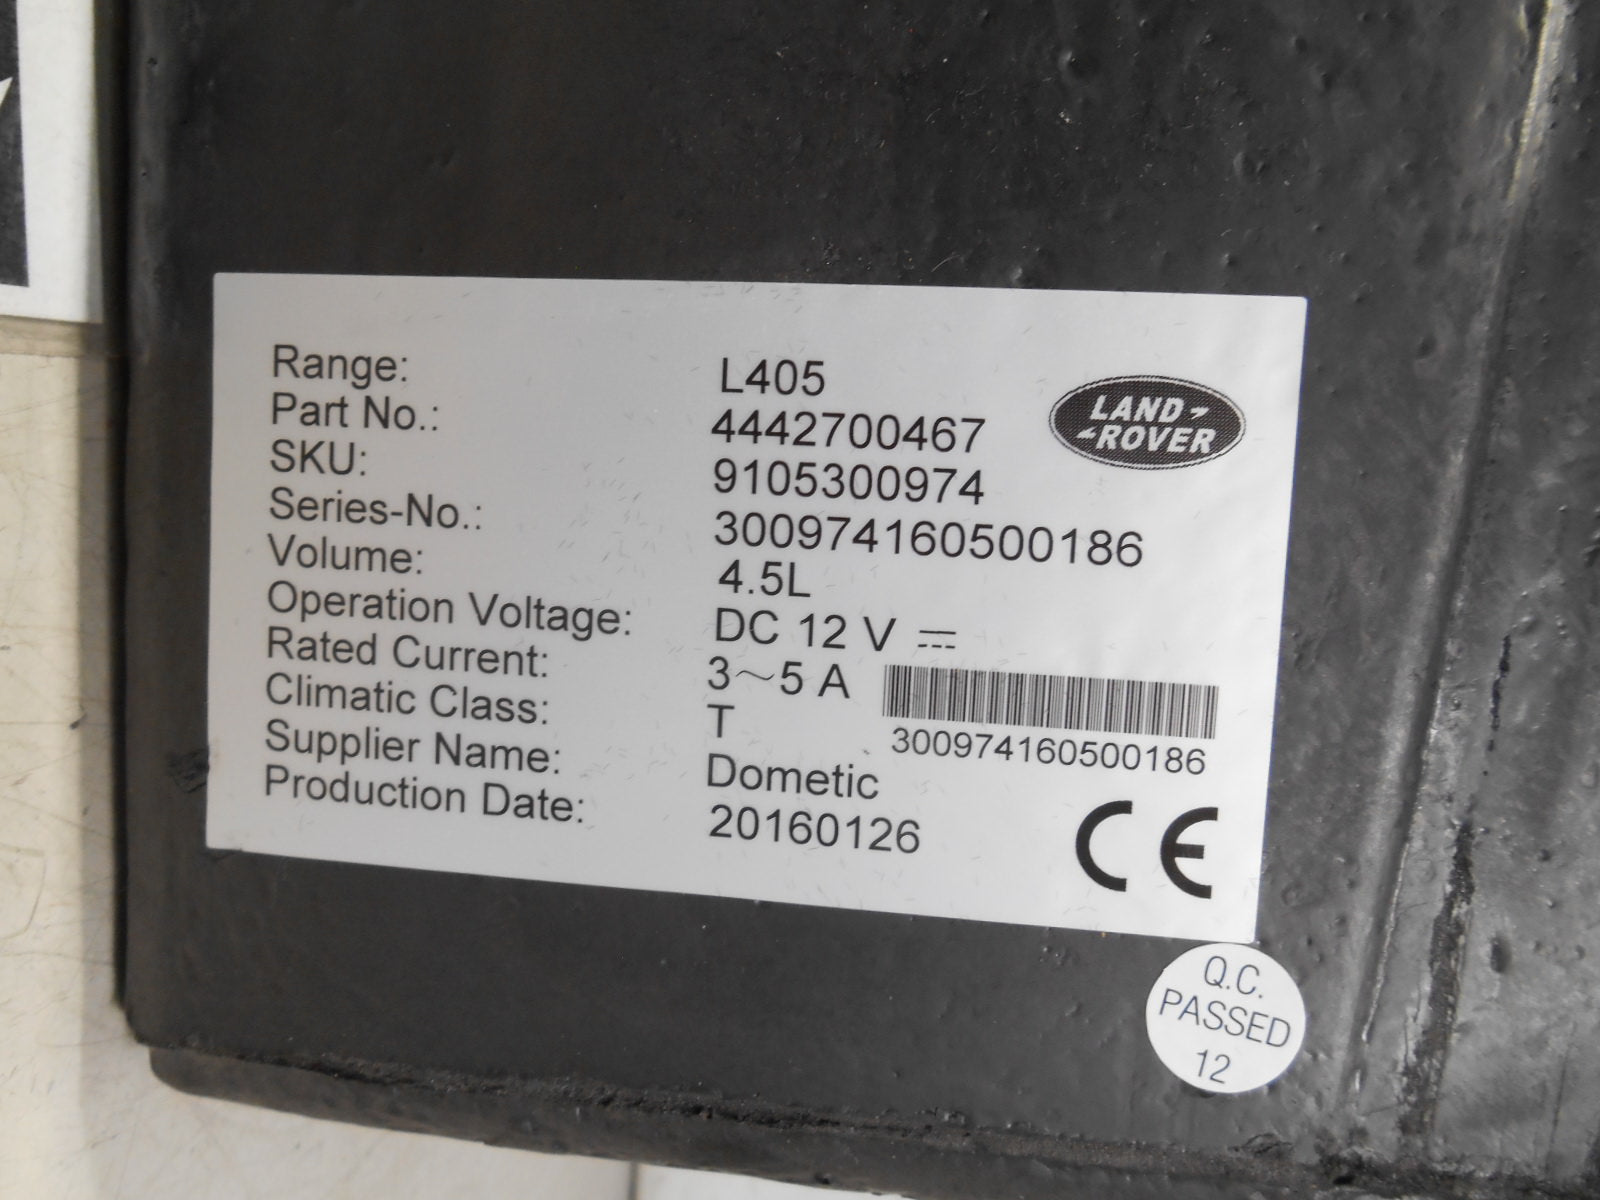 Range: L405
Part No.: 4442700467
SKU: 9105300974
Series-No.: 300974160500186
Volume: 4.5L
Operation Voltage: DC 12 V ⎓
Rated Current: 3~5 A
Climatic Class: T
Supplier Name: Dometic
Production Date: 20160126
LAND
ROVER
300974160500186
CE
Q.C.
PASSED
12